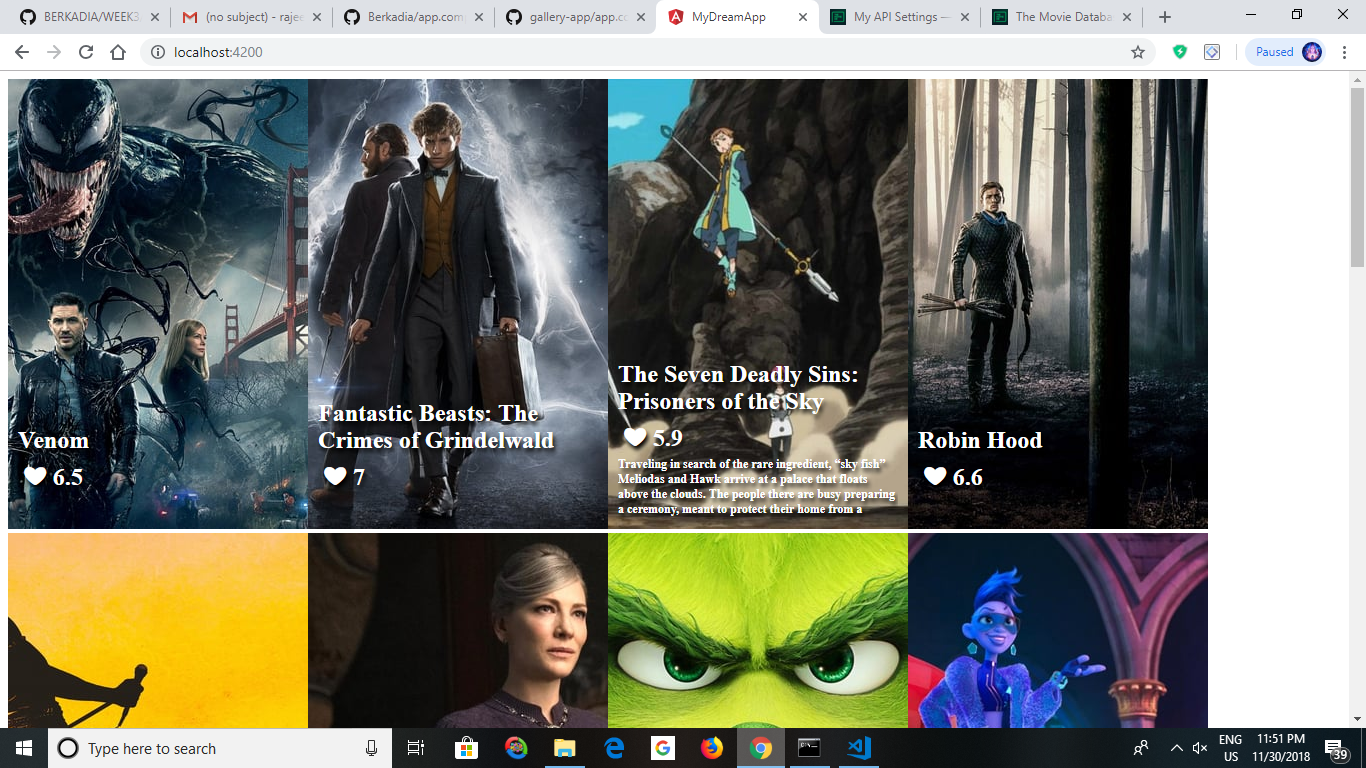 BERKADIA/WEEK3
(no subject) - raje
Berkadia/app.com
gallery-app/app.co
MyDreamApp
My API Settings —
The Movie Databa
localhost:4200
Paused
Venom
6.5
Fantastic Beasts: The
Crimes of Grindelwald
7
The Seven Deadly Sins:
Prisoners of the Sky
5.9
Traveling in search of the rare ingredient, “sky fish”
Meliodas and Hawk arrive at a palace that floats
above the clouds. The people there are busy preparing
a ceremony, meant to protect their home from a
Robin Hood
6.6
Type here to search
ENG
US
11:51 PM
11/30/2018
39